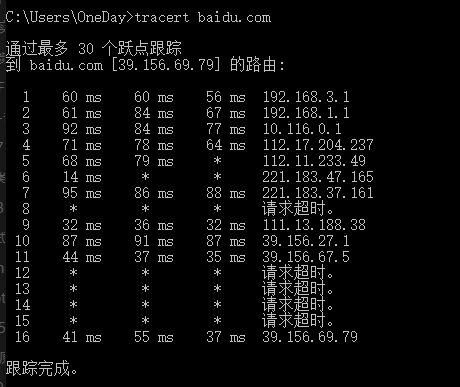 C:\Users\OneDay>tracert baidu.com
通过最多 30 个跃点跟踪
到 baidu.com [39.156.69.79] 的路由:
1 60 ms 60 ms 56 ms 192.168.3.1
2 61 ms 84 ms 67 ms 192.168.1.1
3 92 ms 84 ms 77 ms 10.116.0.1
4 71 ms 78 ms 64 ms 112.17.204.237
5 68 ms 79 ms * 112.11.233.49
6 14 ms * * 221.183.47.165
7 95 ms 86 ms 88 ms 221.183.37.161
8 * * * 请求超时。
9 32 ms 36 ms 32 ms 111.13.188.38
10 87 ms 91 ms 87 ms 39.156.27.1
11 44 ms 37 ms 35 ms 39.156.67.5
12 * * * 请求超时。
13 * * * 请求超时。
14 * * * 请求超时。
15 * * * 请求超时。
16 41 ms 55 ms 37 ms 39.156.69.79
跟踪完成。